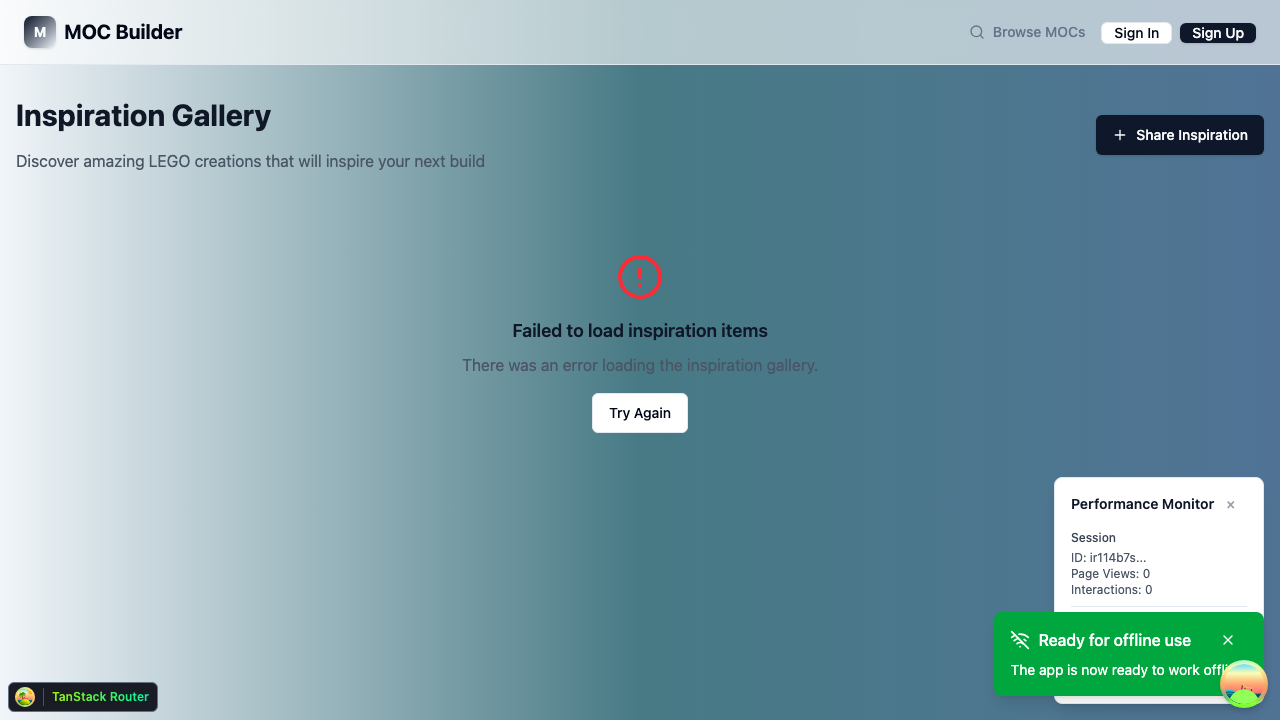 M MOC Builder
Browse MOCs
Sign In
Sign Up
Inspiration Gallery
Discover amazing LEGO creations that will inspire your next build
Share Inspiration
Failed to load inspiration items
There was an error loading the inspiration gallery.
Try Again
Performance Monitor ×
Session
ID: ir114b7s...
Page Views: 0
Interactions: 0
Ready for offline use
The app is now ready to work
TanStack Router